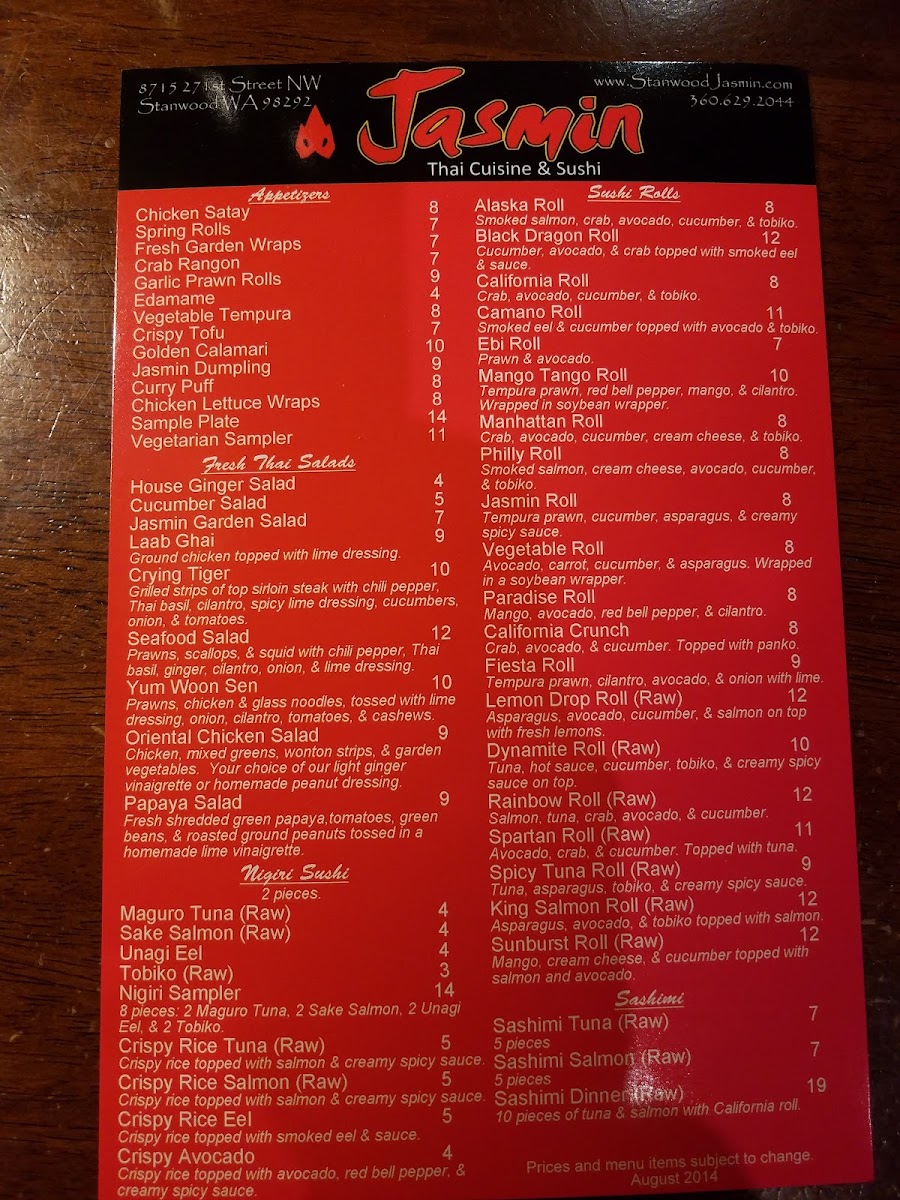 8715 271st Street NW
Stanwood WA 98292
www.StanwoodJasmin.com
360.629.2044
Jasmin
Thai Cuisine & Sushi
Appetizers
Chicken Satay 8
Spring Rolls 7
Fresh Garden Wraps 7
Crab Rangon 7
Garlic Prawn Rolls 9
Edamame 4
Vegetable Tempura 8
Crispy Tofu 7
Golden Calamari 10
Jasmin Dumpling 9
Curry Puff 8
Chicken Lettuce Wraps 8
Sample Plate 14
Vegetarian Sampler 11
Fresh Thai Salads
House Ginger Salad 4
Cucumber Salad 5
Jasmin Garden Salad 7
Laab Ghai 9
Ground chicken topped with lime dressing.
Crying Tiger 10
Grilled strips of top sirloin steak with chili pepper,
Thai basil, cilantro, spicy lime dressing, cucumbers,
onion, & tomatoes.
Seafood Salad 12
Prawns, scallops, & squid with chili pepper, Thai
basil, ginger, cilantro, onion, & lime dressing.
Yum Woon Sen 10
Prawns, chicken & glass noodles, tossed with lime
dressing, onion, cilantro, tomatoes, & cashews.
Oriental Chicken Salad 9
Chicken, mixed greens, wonton strips, & garden
vegetables. Your choice of our light ginger
vinaigrette or homemade peanut dressing.
Papaya Salad 9
Fresh shredded green papaya,tomatoes, green
beans, & roasted ground peanuts tossed in a
homemade lime vinaigrette.
Nigiri Sushi
2 pieces.
Maguro Tuna (Raw) 4
Sake Salmon (Raw) 4
Unagi Eel 4
Tobiko (Raw) 3
Nigiri Sampler 14
8 pieces: 2 Maguro Tuna, 2 Sake Salmon, 2 Unagi
Eel, & 2 Tobiko.
Crispy Rice Tuna (Raw) 5
Crispy rice topped with salmon & creamy spicy sauce.
Crispy Rice Salmon (Raw) 5
Crispy rice topped with salmon & creamy spicy sauce.
Crispy Rice Eel 5
Crispy rice topped with smoked eel & sauce.
Crispy Avocado 4
Crispy rice topped with avocado, red bell pepper, &
creamy spicy sauce.
Sushi Rolls
Alaska Roll 8
Smoked salmon, crab, avocado, cucumber, & tobiko.
Black Dragon Roll 12
Cucumber, avocado, & crab topped with smoked eel
& sauce.
California Roll 8
Crab, avocado, cucumber, & tobiko.
Camano Roll 11
Smoked eel & cucumber topped with avocado & tobiko.
Ebi Roll 7
Prawn & avocado.
Mango Tango Roll 10
Tempura prawn, red bell pepper, mango, & cilantro.
Wrapped in soybean wrapper.
Manhattan Roll 8
Crab, avocado, cucumber, cream cheese, & tobiko.
Philly Roll 8
Smoked salmon, cream cheese, avocado, cucumber,
& tobiko.
Jasmin Roll 8
Tempura prawn, cucumber, asparagus, & creamy
spicy sauce.
Vegetable Roll 8
Avocado, carrot, cucumber, & asparagus. Wrapped
in a soybean wrapper.
Paradise Roll 8
Mango, avocado, red bell pepper, & cilantro.
California Crunch 8
Crab, avocado, & cucumber. Topped with panko.
Fiesta Roll 9
Tempura prawn, cilantro, avocado, & onion with lime.
Lemon Drop Roll (Raw) 12
Asparagus, avocado, cucumber, & salmon on top
with fresh lemons.
Dynamite Roll (Raw) 10
Tuna, hot sauce, cucumber, tobiko, & creamy spicy
sauce on top.
Rainbow Roll (Raw) 12
Salmon, tuna, crab, avocado, & cucumber.
Spartan Roll (Raw) 11
Avocado, crab, & cucumber. Topped with tuna.
Spicy Tuna Roll (Raw) 9
Tuna, asparagus, tobiko, & creamy spicy sauce.
King Salmon Roll (Raw) 12
Asparagus, avocado, & tobiko topped with salmon.
Sunburst Roll (Raw) 12
Mango, cream cheese, & cucumber topped with
salmon and avocado.
Sashimi
Sashimi Tuna (Raw) 7
5 pieces
Sashimi Salmon (Raw) 7
5 pieces
Sashimi Dinner (Raw) 19
10 pieces of tuna & salmon with California roll.
Prices and menu items subject to change.
August 2014